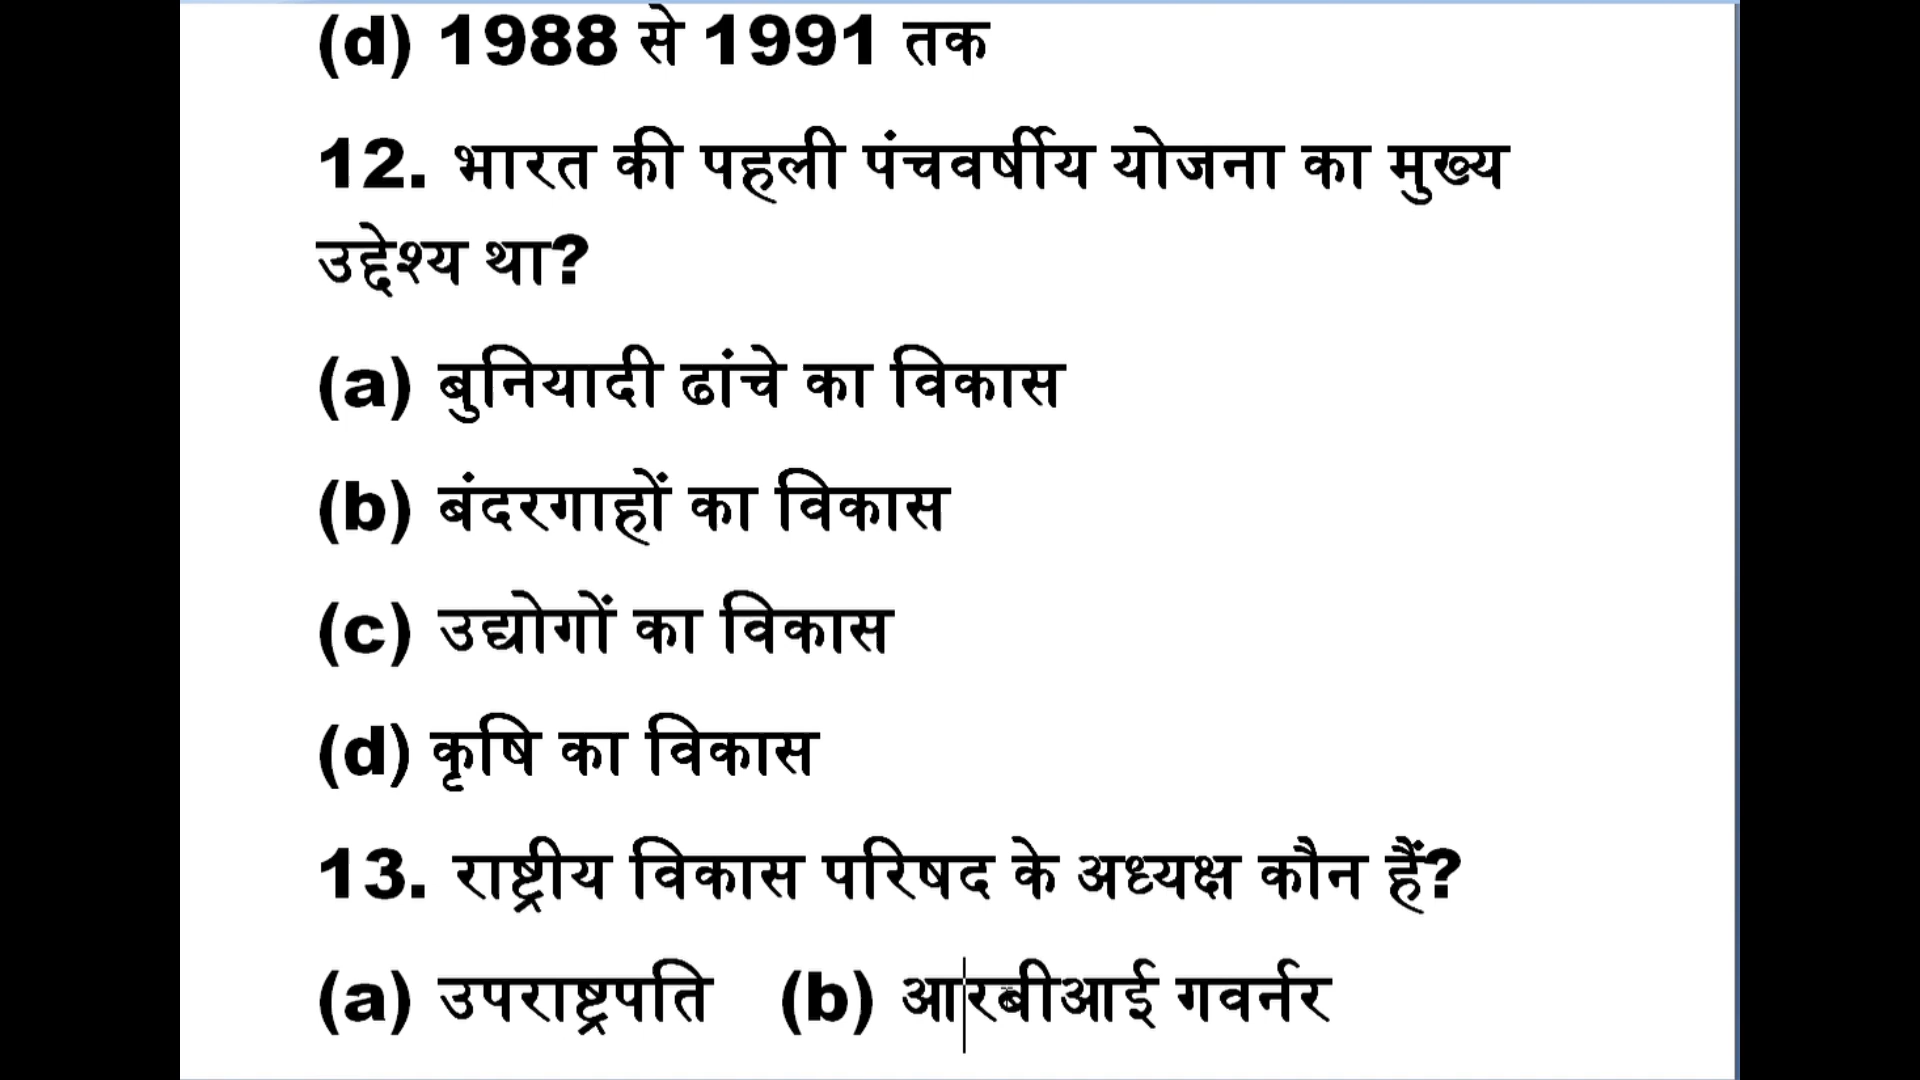 (d) 1988 से 1991 तक
12. भारत की पहली पंचवर्षीय योजना का मुख्य
उद्देश्य था?
(a) बुनियादी ढांचे का विकास
(b) बंदरगाहों का विकास
(c) उद्योगों का विकास
(d) कृषि का विकास
13. राष्ट्रीय विकास परिषद के अध्यक्ष कौन हैं?
(a) उपराष्ट्रपति (b) आरबीआई गवर्नर